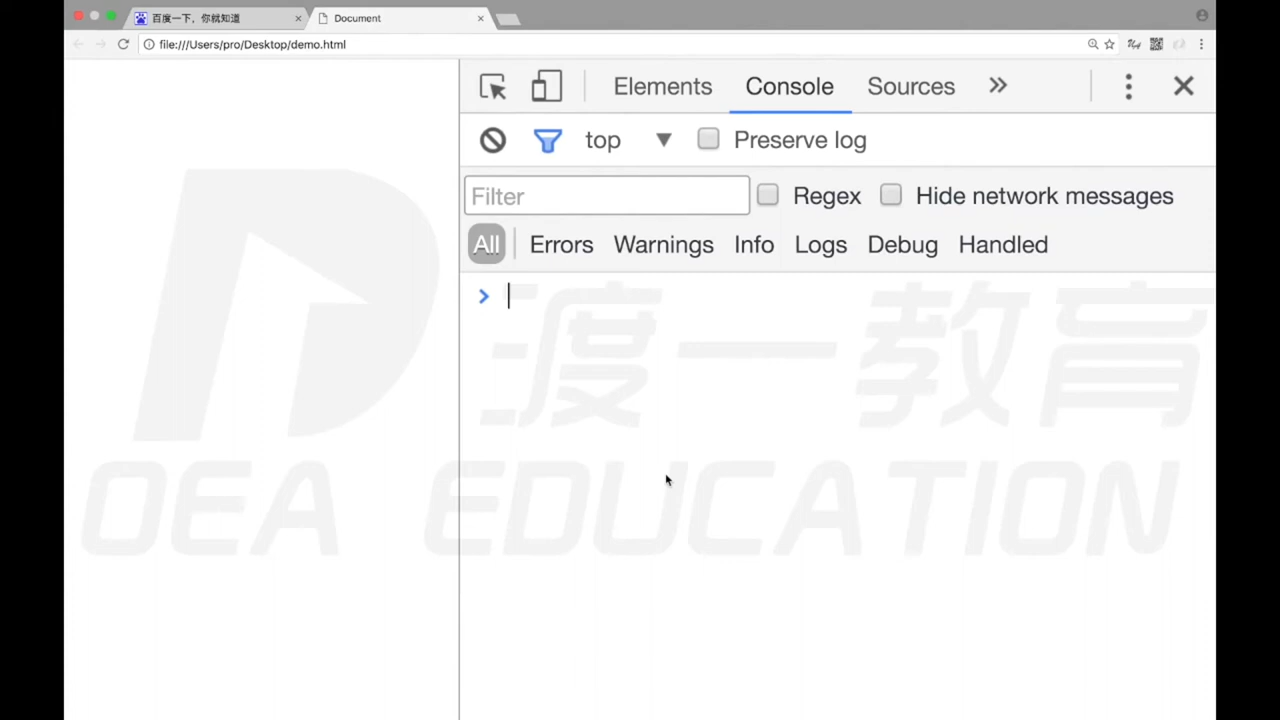 百度一下，你就知道
Document
file:///Users/pro/Desktop/demo.html
Elements
Console
Sources
top
Preserve log
Filter
Regex
Hide network messages
All
Errors
Warnings
Info
Logs
Debug
Handled
渡一教育
OEA EDUCATION